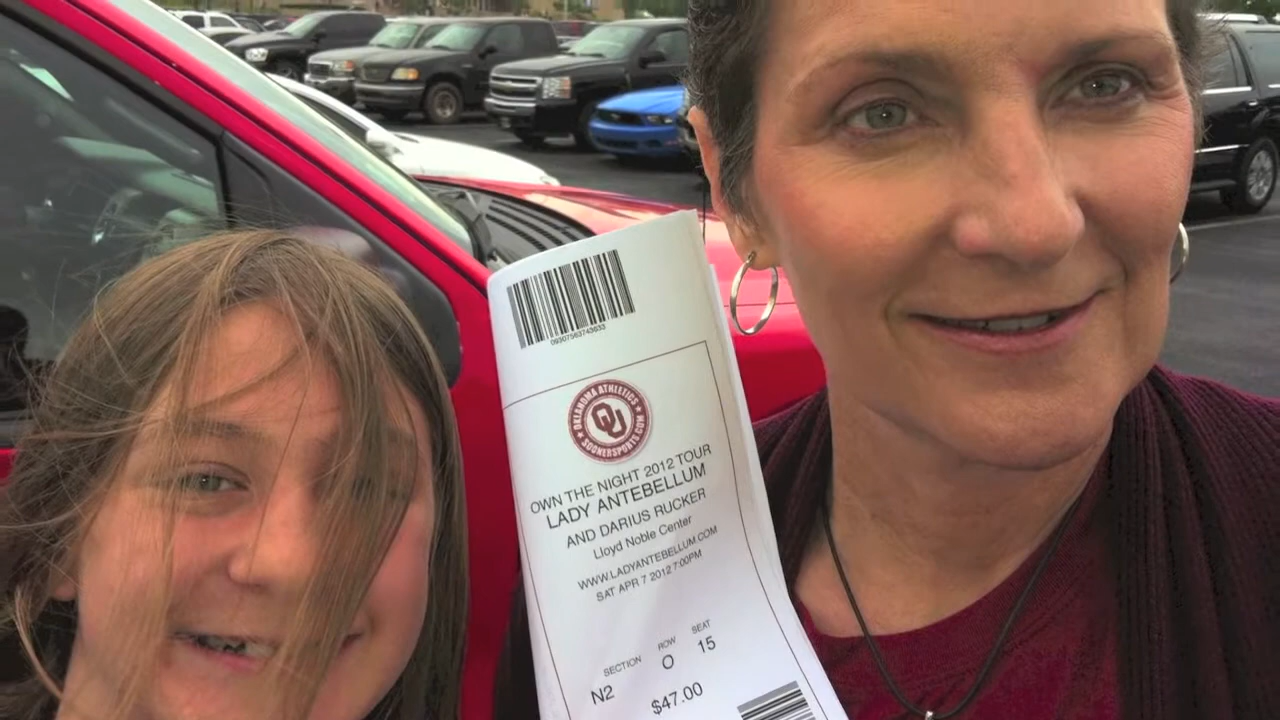 09307563743633
OKLAHOMA ATHLETICS
OU
SOONERSPORTS.COM
OWN THE NIGHT 2012 TOUR
LADY ANTEBELLUM
AND DARIUS RUCKER
Lloyd Noble Center
WWW.LADYANTEBELLUM.COM
SAT APR 7 2012 7:00PM
SECTION ROW SEAT
N2 O 15
$47.00